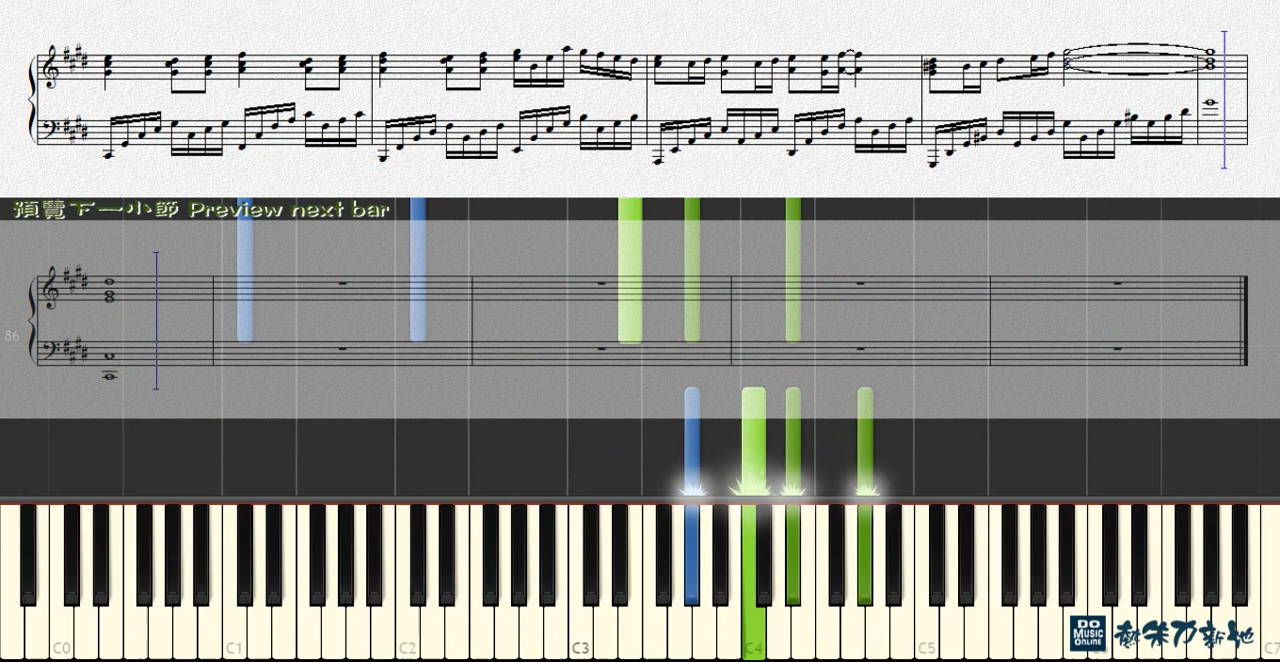 預覽下一小節 Preview next bar
86
C0 C1 C2 C3 C4 C5 C7
DO
MUSIC
ONLINE